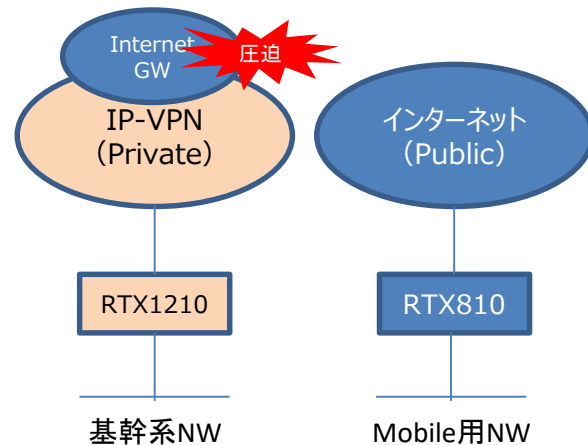 Internet
GW
圧迫
IP-VPN
（Private）
インターネット
（Public）
RTX1210
RTX810
基幹系NW
Mobile用NW